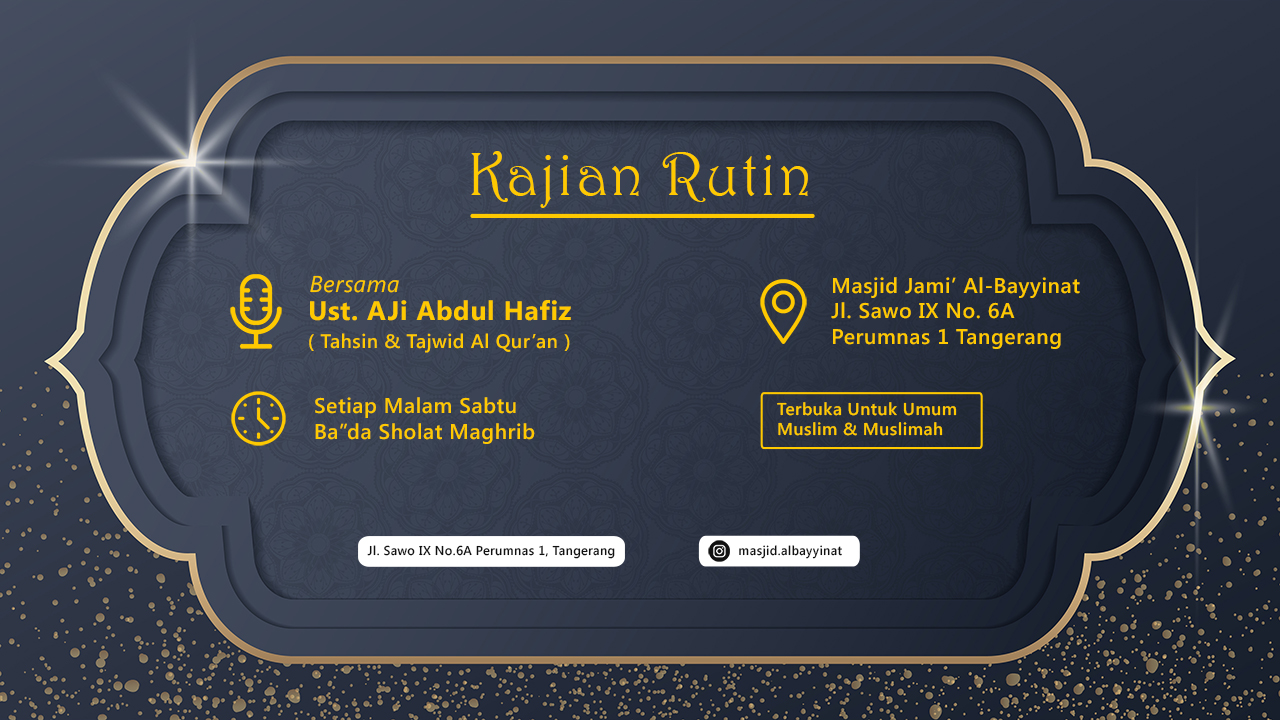 Kajian Rutin
Bersama
Ust. AJi Abdul Hafiz
( Tahsin & Tajwid Al Qur’an )
Masjid Jami’ Al-Bayyinat
Jl. Sawo IX No. 6A
Perumnas 1 Tangerang
Setiap Malam Sabtu
Ba”da Sholat Maghrib
Terbuka Untuk Umum
Muslim & Muslimah
Jl. Sawo IX No.6A Perumnas 1, Tangerang
masjid.albayyinat